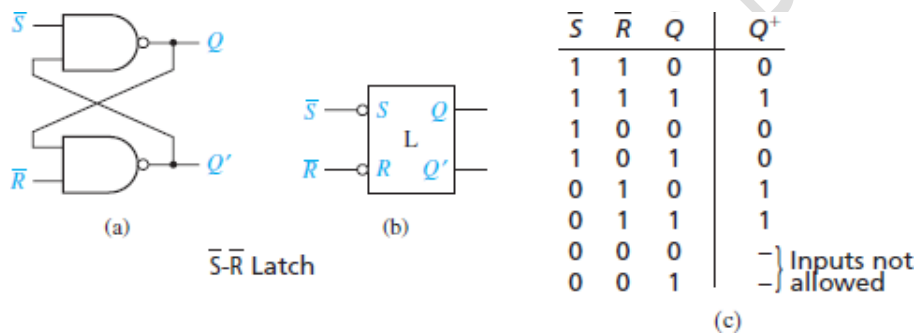 S̅
Q
R̅
Q′
(a)
S̅
S
Q
L
R̅
R
Q′
(b)
S̅-R̅ Latch
S̅ R̅ Q Q⁺
1 1 0 0
1 1 1 1
1 0 0 0
1 0 1 0
0 1 0 1
0 1 1 1
0 0 0 – Inputs not
0 0 1 – allowed
(c)